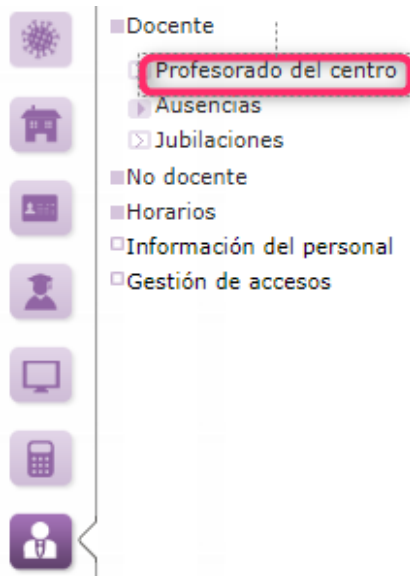 Docente
Profesorado del centro
Ausencias
Jubilaciones
No docente
Horarios
Información del personal
Gestión de accesos